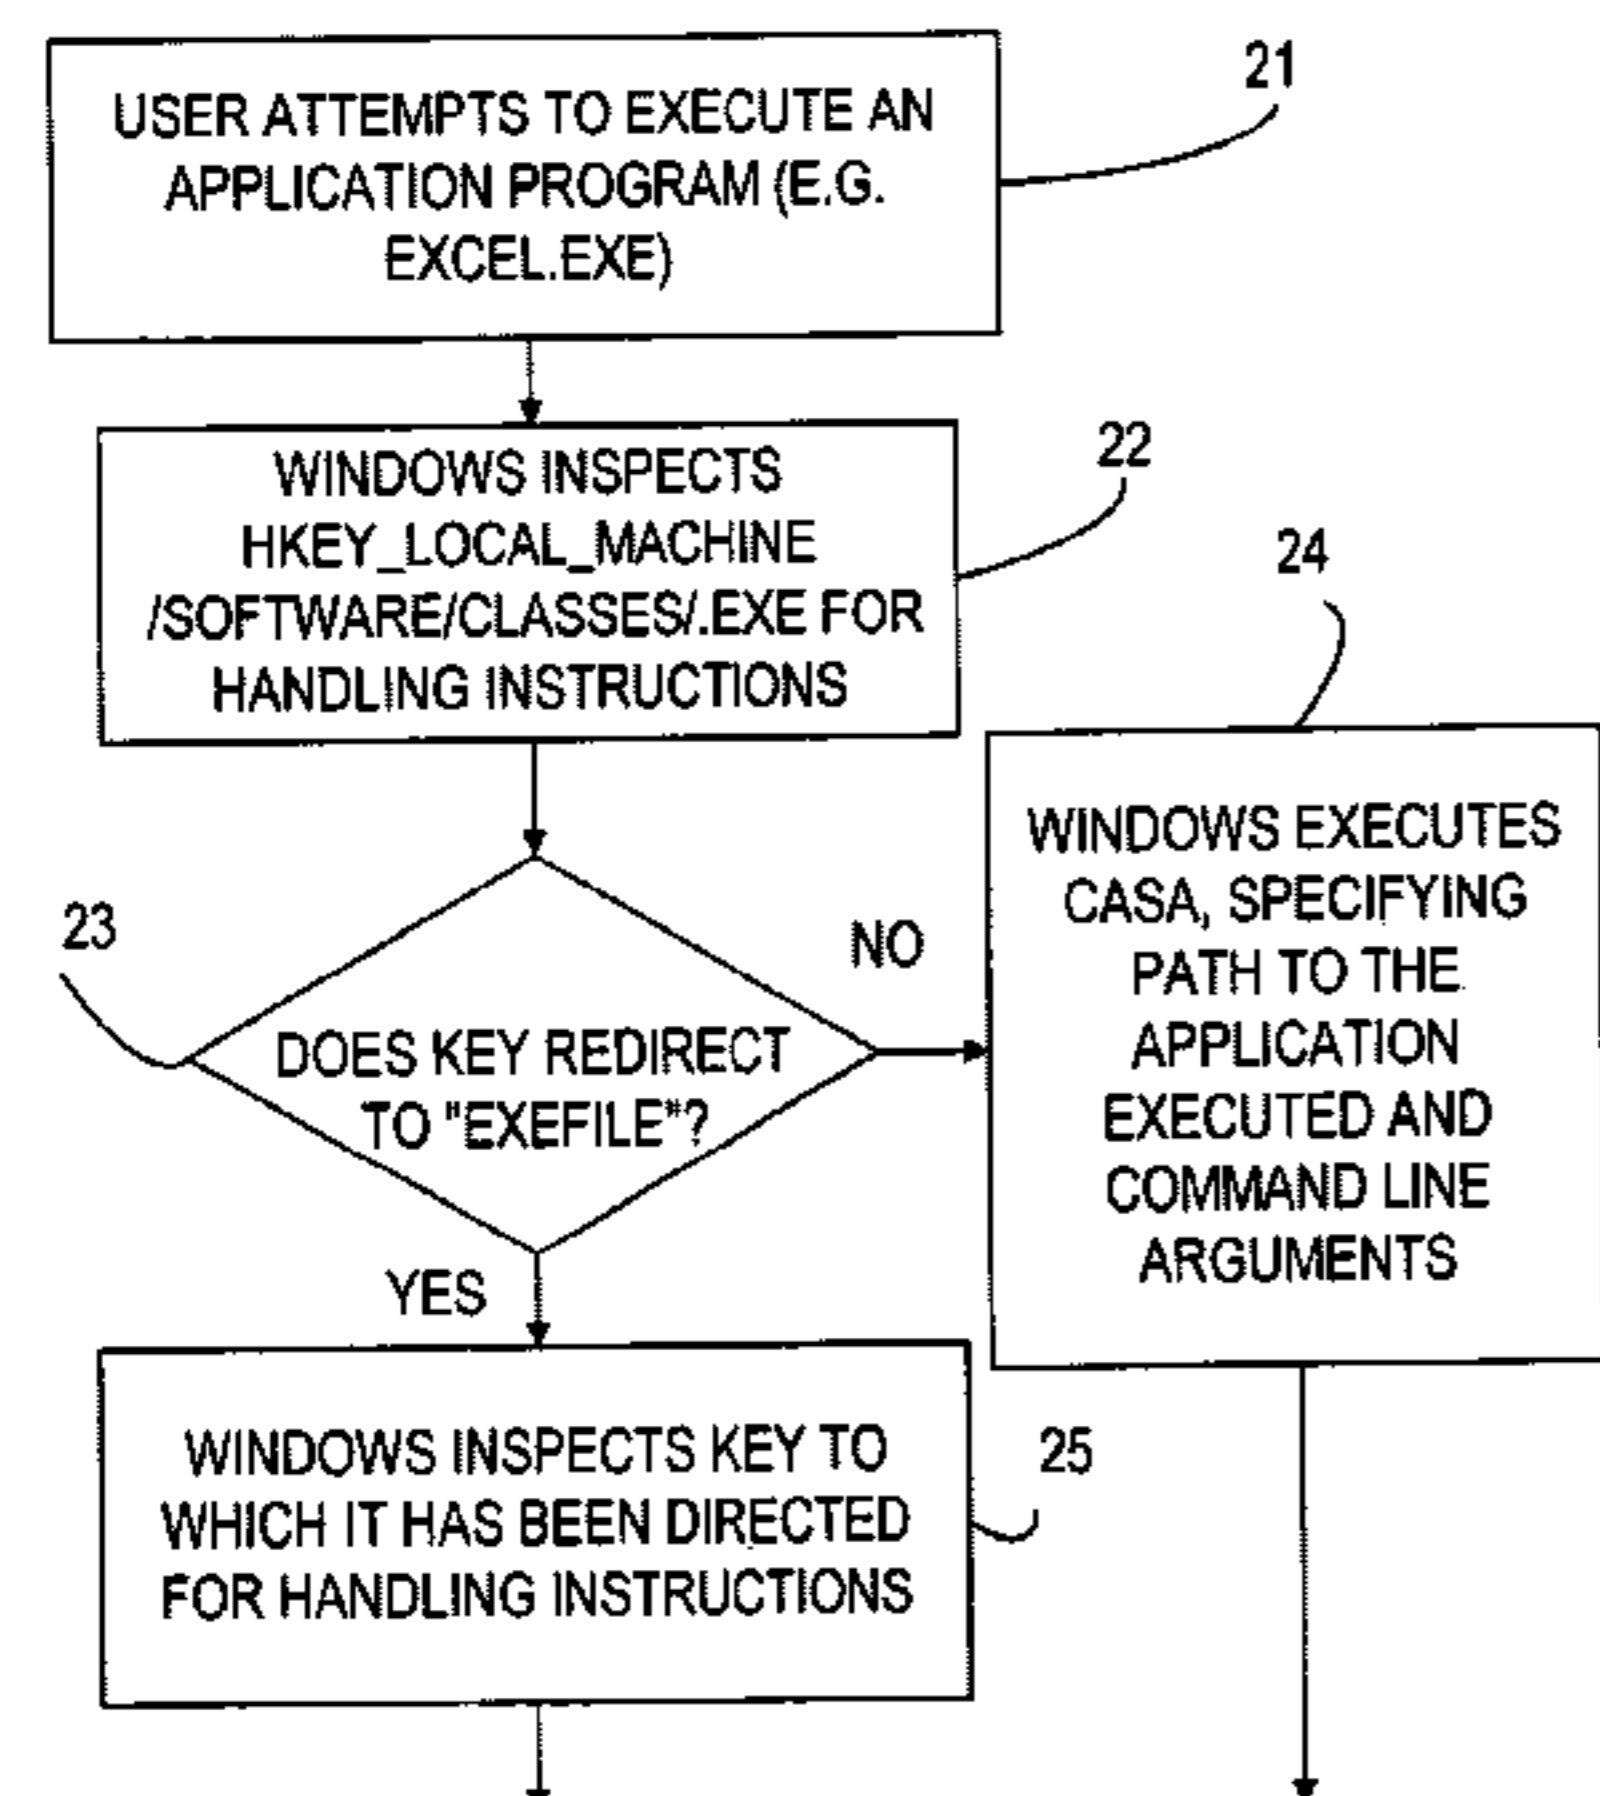 21
USER ATTEMPTS TO EXECUTE AN
APPLICATION PROGRAM (E.G.
EXCEL.EXE)
22
WINDOWS INSPECTS
HKEY_LOCAL_MACHINE
/SOFTWARE/CLASSES/.EXE FOR
HANDLING INSTRUCTIONS
24
WINDOWS EXECUTES
CASA, SPECIFYING
PATH TO THE
APPLICATION
EXECUTED AND
COMMAND LINE
ARGUMENTS
23
NO
DOES KEY REDIRECT
TO "EXEFILE"?
YES
25
WINDOWS INSPECTS KEY TO
WHICH IT HAS BEEN DIRECTED
FOR HANDLING INSTRUCTIONS